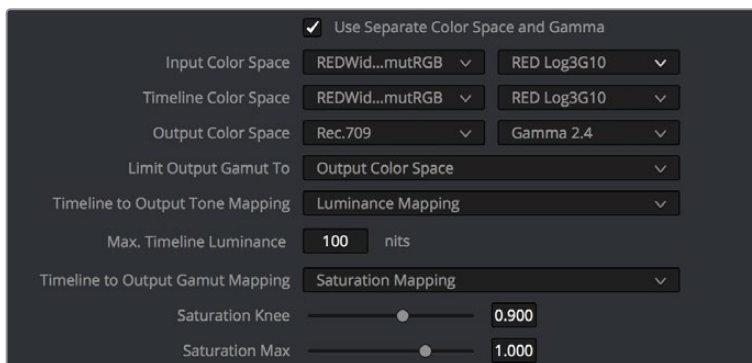 Use Separate Color Space and Gamma
Input Color Space REDWid...mutRGB RED Log3G10
Timeline Color Space REDWid...mutRGB RED Log3G10
Output Color Space Rec.709 Gamma 2.4
Limit Output Gamut To Output Color Space
Timeline to Output Tone Mapping Luminance Mapping
Max. Timeline Luminance 100 nits
Timeline to Output Gamut Mapping Saturation Mapping
Saturation Knee 0.900
Saturation Max 1.000